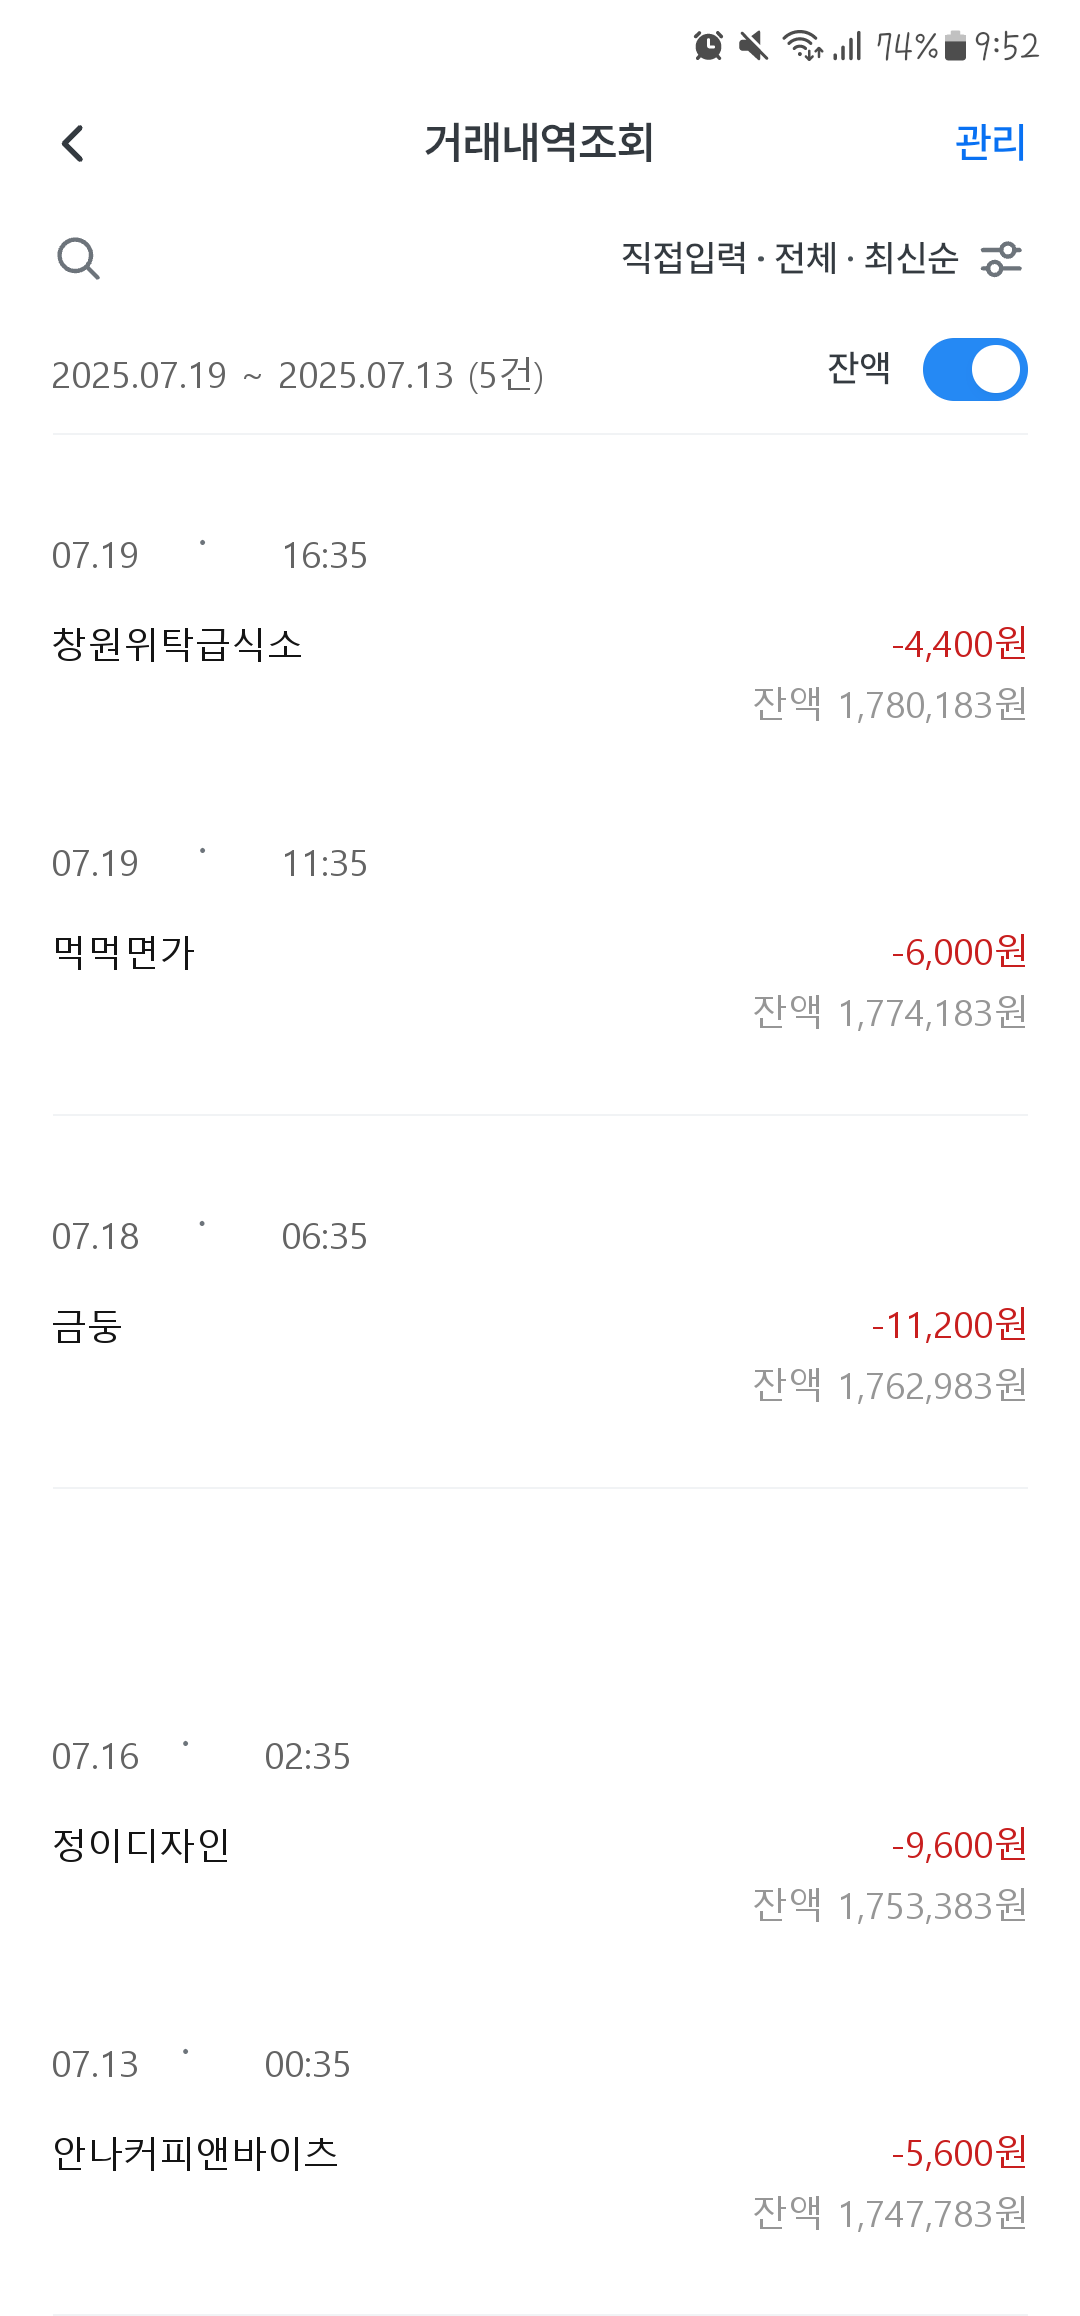 74% 9:52
거래내역조회 관리
직접입력 · 전체 · 최신순
2025.07.19 ~ 2025.07.13 (5건) 잔액
07.19 · 16:35
창원위탁급식소 -4,400원
잔액 1,780,183원
07.19 · 11:35
먹먹면가 -6,000원
잔액 1,774,183원
07.18 · 06:35
금둥 -11,200원
잔액 1,762,983원
07.16 · 02:35
정이디자인 -9,600원
잔액 1,753,383원
07.13 · 00:35
안나커피앤바이츠 -5,600원
잔액 1,747,783원